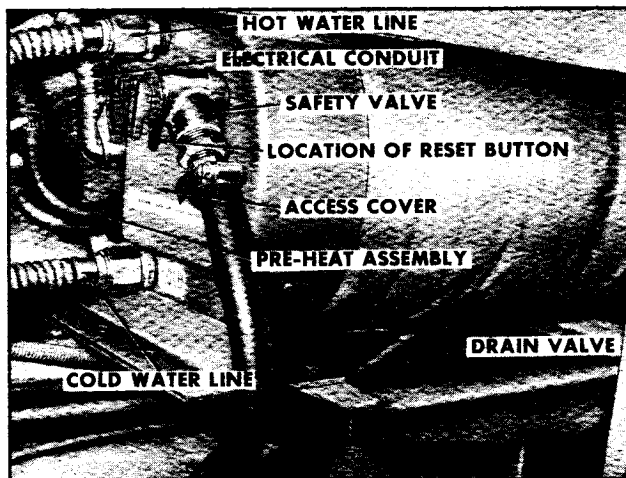 HOT WATER LINE
ELECTRICAL CONDUIT
SAFETY VALVE
LOCATION OF RESET BUTTON
ACCESS COVER
PRE-HEAT ASSEMBLY
DRAIN VALVE
COLD WATER LINE